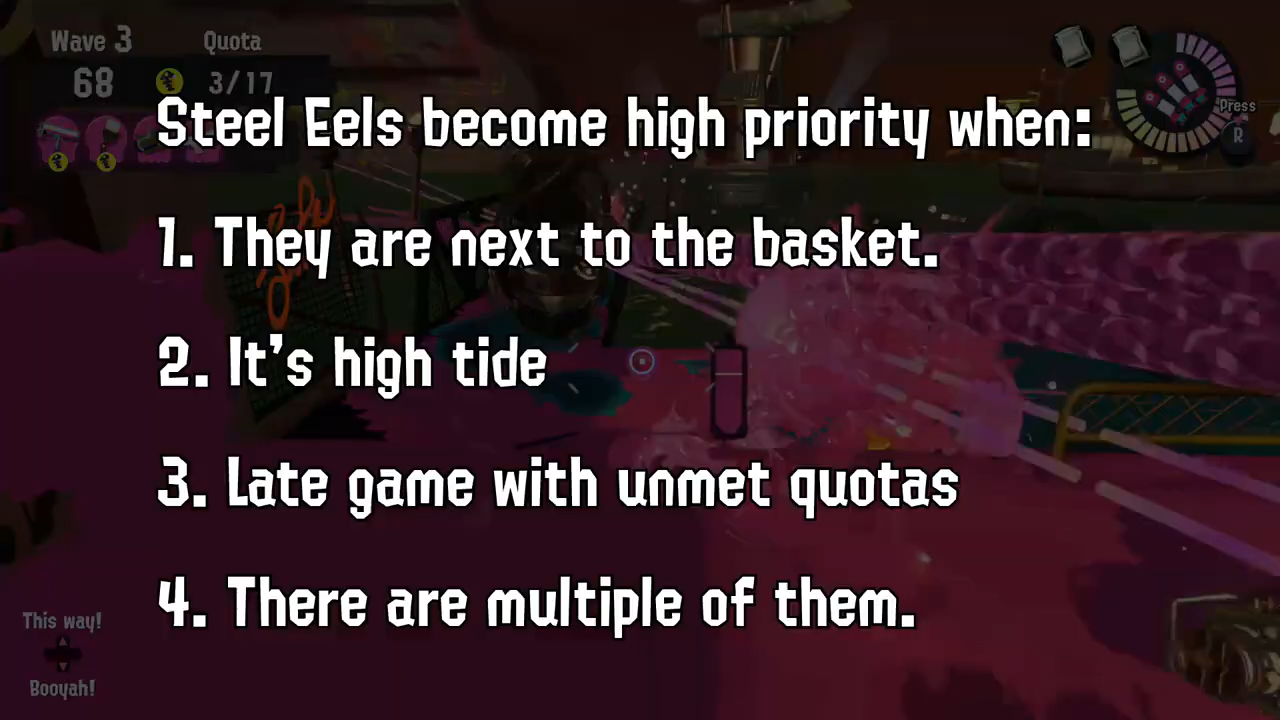 Wave 3
Quota
68
3/17
Press
R
Steel Eels become high priority when:
1. They are next to the basket.
2. It's high tide
3. Late game with unmet quotas
4. There are multiple of them.
This way!
Booyah!